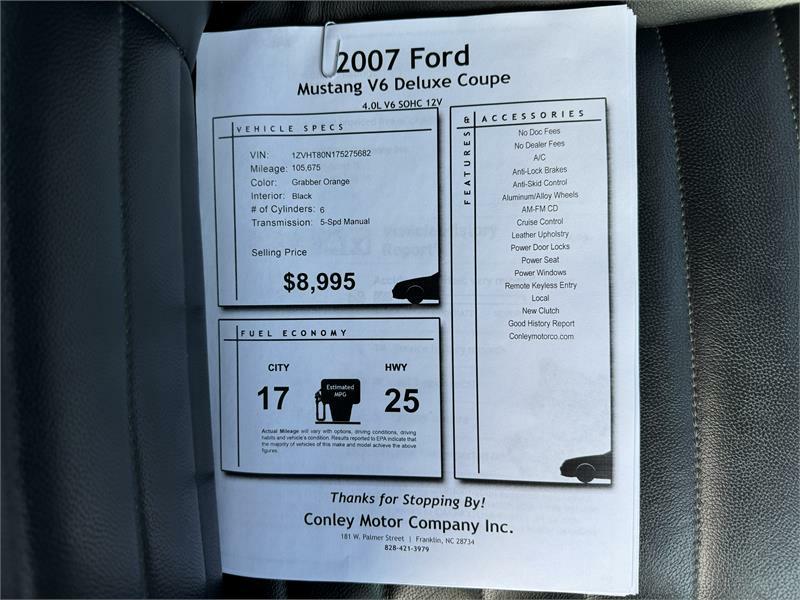 2007 Ford
Mustang V6 Deluxe Coupe
4.0L V6 SOHC 12V
VEHICLE SPECS
VIN: 1ZVHT80N175275682
Mileage: 105,675
Color: Grabber Orange
Interior: Black
# of Cylinders: 6
Transmission: 5-Spd Manual
Selling Price
$8,995
FUEL ECONOMY
CITY
17
Estimated
MPG
HWY
25
Actual Mileage will vary with options, driving conditions, driving
habits and vehicle's condition. Results reported to EPA indicate that
the majority of vehicles of this make and model achieve the above
figures.
FEATURES & ACCESSORIES
No Doc Fees
No Dealer Fees
A/C
Anti-Lock Brakes
Anti-Skid Control
Aluminum/Alloy Wheels
AM-FM CD
Cruise Control
Leather Upholstry
Power Door Locks
Power Seat
Power Windows
Remote Keyless Entry
Local
New Clutch
Good History Report
Conleymotorco.com
Thanks for Stopping By!
Conley Motor Company Inc.
181 W. Palmer Street | Franklin, NC 28734
828-421-3979